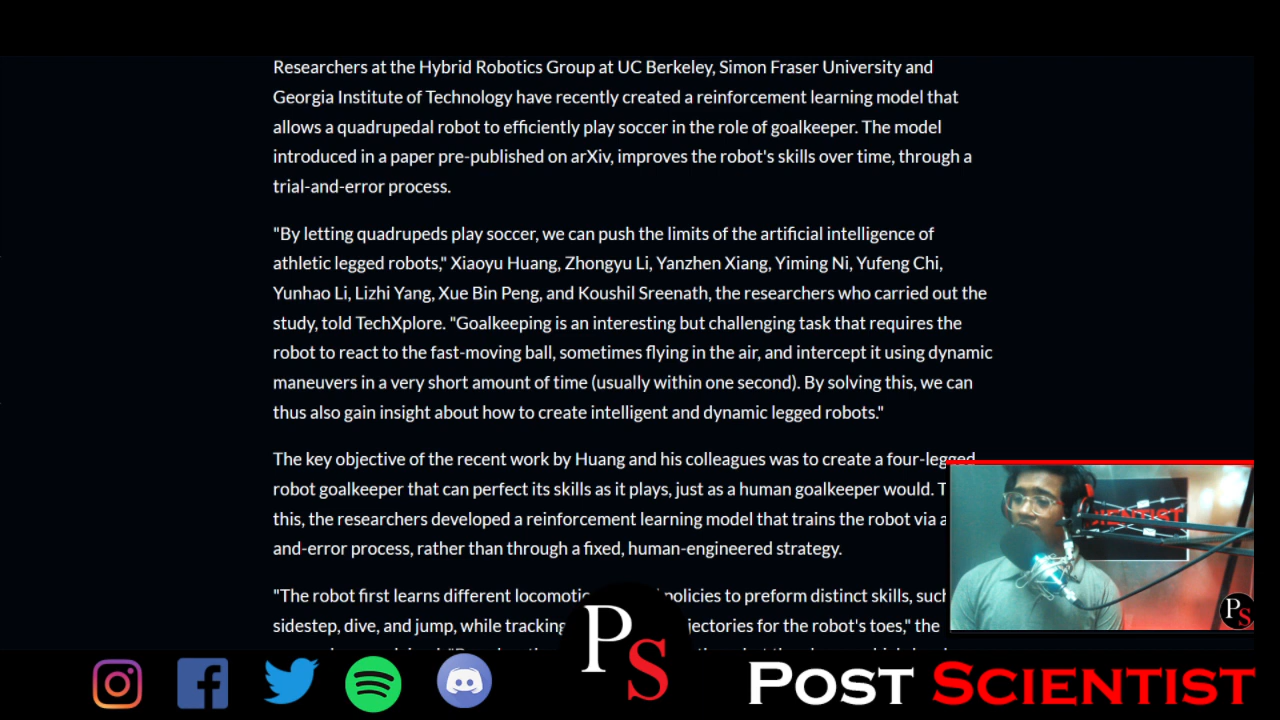 Researchers at the Hybrid Robotics Group at UC Berkeley, Simon Fraser University and
Georgia Institute of Technology have recently created a reinforcement learning model that
allows a quadrupedal robot to efficiently play soccer in the role of goalkeeper. The model
introduced in a paper pre-published on arXiv, improves the robot's skills over time, through a
trial-and-error process.
"By letting quadrupeds play soccer, we can push the limits of the artificial intelligence of
athletic legged robots," Xiaoyu Huang, Zhongyu Li, Yanzhen Xiang, Yiming Ni, Yufeng Chi,
Yunhao Li, Lizhi Yang, Xue Bin Peng, and Koushil Sreenath, the researchers who carried out the
study, told TechXplore. "Goalkeeping is an interesting but challenging task that requires the
robot to react to the fast-moving ball, sometimes flying in the air, and intercept it using dynamic
maneuvers in a very short amount of time (usually within one second). By solving this, we can
thus also gain insight about how to create intelligent and dynamic legged robots."
The key objective of the recent work by Huang and his colleagues was to create a four-legged
robot goalkeeper that can perfect its skills as it plays, just as a human goalkeeper would.
this, the researchers developed a reinforcement learning model that trains the robot via a
and-error process, rather than through a fixed, human-engineered strategy.
"The robot first learns different policies to preform distinct skills, such
sidestep, dive, and jump, while tracking for the robot's toes," the
PS
PS
POST SCIENTIST